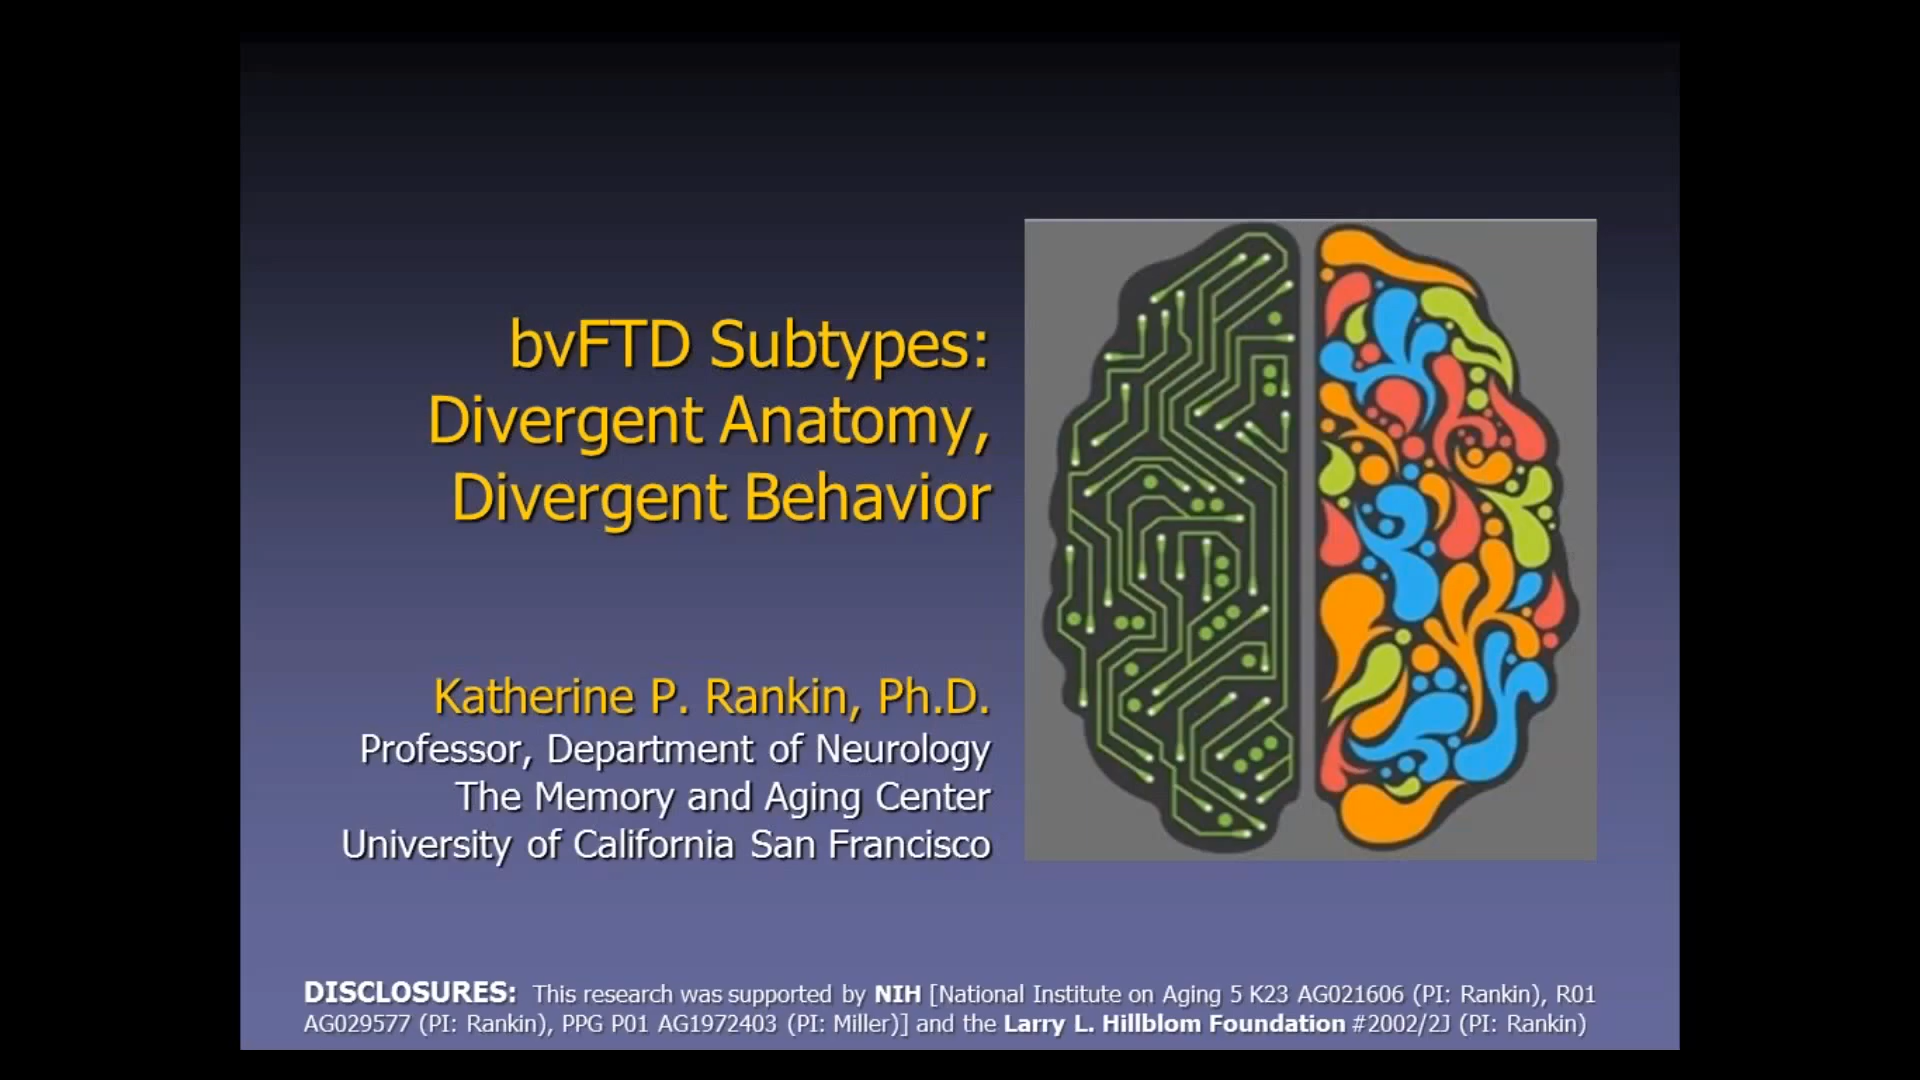 bvFTD Subtypes:
Divergent Anatomy,
Divergent Behavior
Katherine P. Rankin, Ph.D.
Professor, Department of Neurology
The Memory and Aging Center
University of California San Francisco
DISCLOSURES: This research was supported by NIH [National Institute on Aging 5 K23 AG021606 (PI: Rankin), R01
AG029577 (PI: Rankin), PPG P01 AG1972403 (PI: Miller)] and the Larry L. Hillblom Foundation #2002/2J (PI: Rankin)